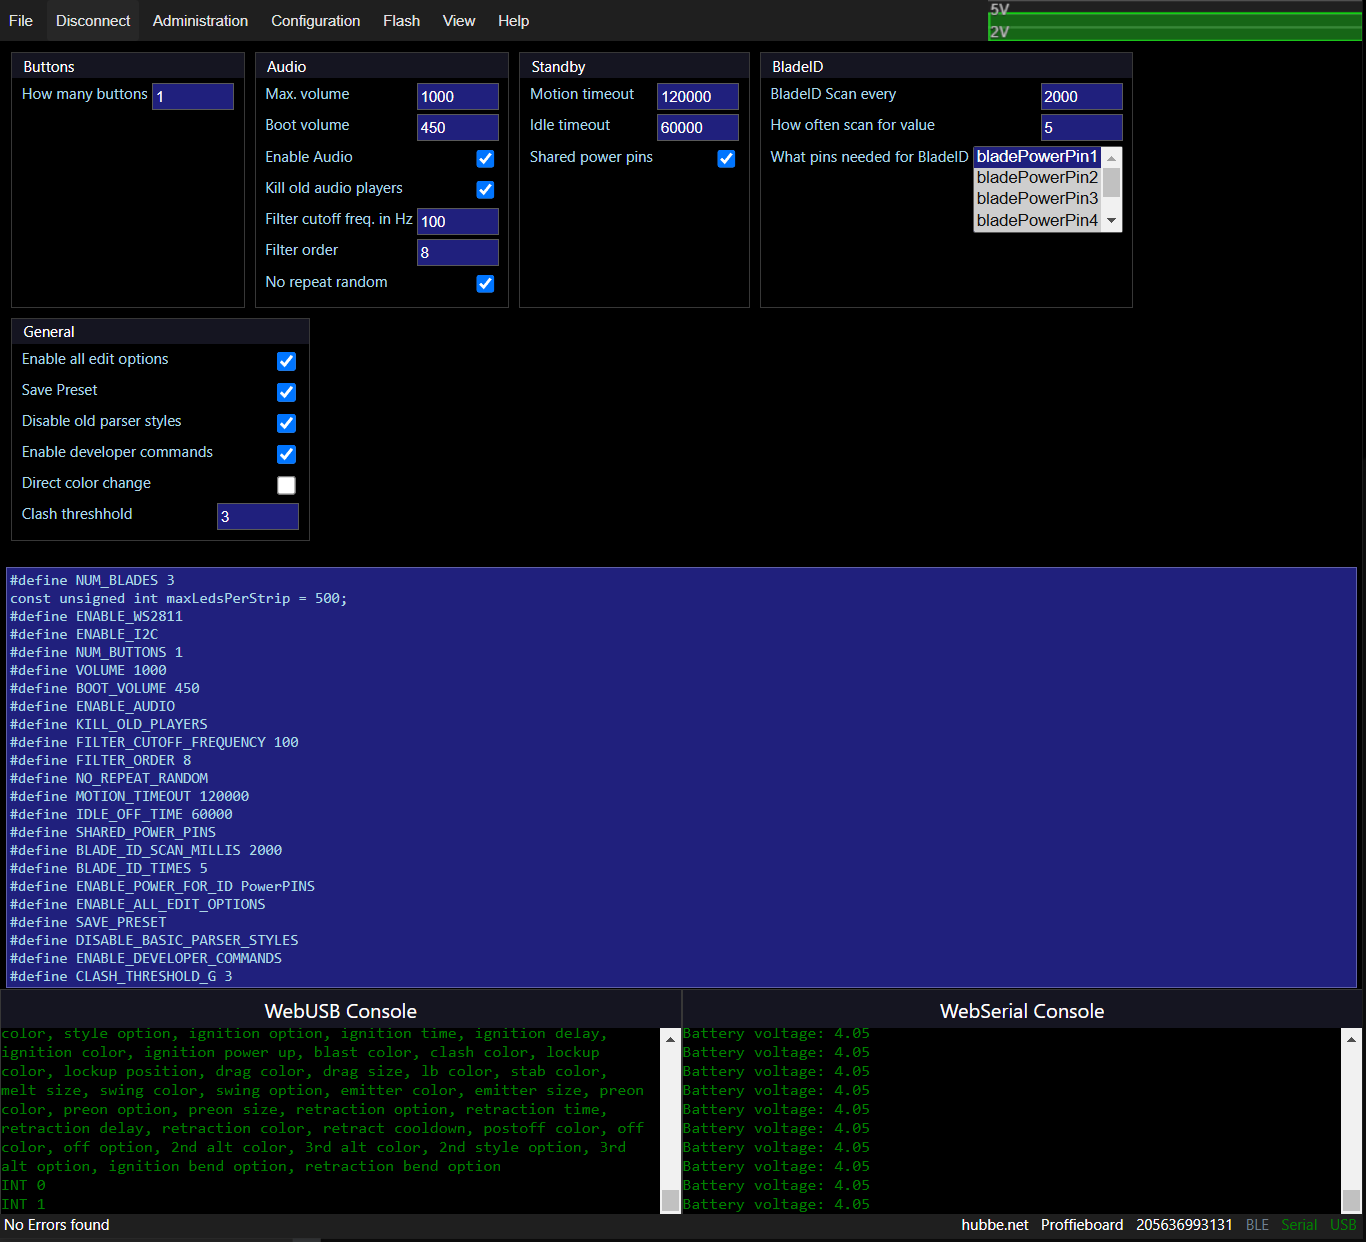 File Disconnect Administration Configuration Flash View Help
5V
2V
Buttons
How many buttons 1
Audio
Max. volume 1000
Boot volume 450
Enable Audio
Kill old audio players
Filter cutoff freq. in Hz 100
Filter order 8
No repeat random
Standby
Motion timeout 120000
Idle timeout 60000
Shared power pins
BladeID
BladeID Scan every 2000
How often scan for value 5
What pins needed for BladeID bladePowerPin1
bladePowerPin2
bladePowerPin3
bladePowerPin4
General
Enable all edit options
Save Preset
Disable old parser styles
Enable developer commands
Direct color change
Clash threshhold 3
#define NUM_BLADES 3
const unsigned int maxLedsPerStrip = 500;
#define ENABLE_WS2811
#define ENABLE_I2C
#define NUM_BUTTONS 1
#define VOLUME 1000
#define BOOT_VOLUME 450
#define ENABLE_AUDIO
#define KILL_OLD_PLAYERS
#define FILTER_CUTOFF_FREQUENCY 100
#define FILTER_ORDER 8
#define NO_REPEAT_RANDOM
#define MOTION_TIMEOUT 120000
#define IDLE_OFF_TIME 60000
#define SHARED_POWER_PINS
#define BLADE_ID_SCAN_MILLIS 2000
#define BLADE_ID_TIMES 5
#define ENABLE_POWER_FOR_ID PowerPINS
#define ENABLE_ALL_EDIT_OPTIONS
#define SAVE_PRESET
#define DISABLE_BASIC_PARSER_STYLES
#define ENABLE_DEVELOPER_COMMANDS
#define CLASH_THRESHOLD_G 3
WebUSB Console
color, style option, ignition option, ignition time, ignition delay,
ignition color, ignition power up, blast color, clash color, lockup
color, lockup position, drag color, drag size, lb color, stab color,
melt size, swing color, swing option, emitter color, emitter size, preon
color, preon option, preon size, retraction option, retraction time,
retraction delay, retraction color, retract cooldown, postoff color, off
color, off option, 2nd alt color, 3rd alt color, 2nd style option, 3rd
alt option, ignition bend option, retraction bend option
INT 0
INT 1
WebSerial Console
Battery voltage: 4.05
Battery voltage: 4.05
Battery voltage: 4.05
Battery voltage: 4.05
Battery voltage: 4.05
Battery voltage: 4.05
Battery voltage: 4.05
Battery voltage: 4.05
Battery voltage: 4.05
Battery voltage: 4.05
No Errors found
hubbe.net Proffieboard 205636993131 BLE Serial USB